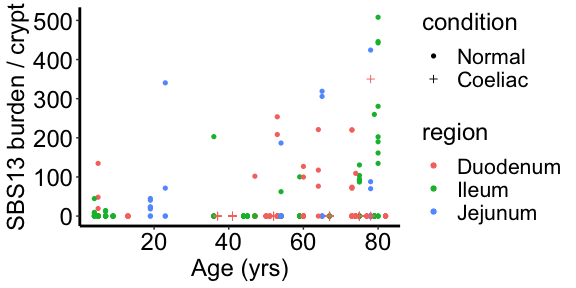 SBS13 burden / crypt
500
400
300
200
100
0
20
40
60
80
Age (yrs)
condition
Normal
Coeliac
region
Duodenum
Ileum
Jejunum